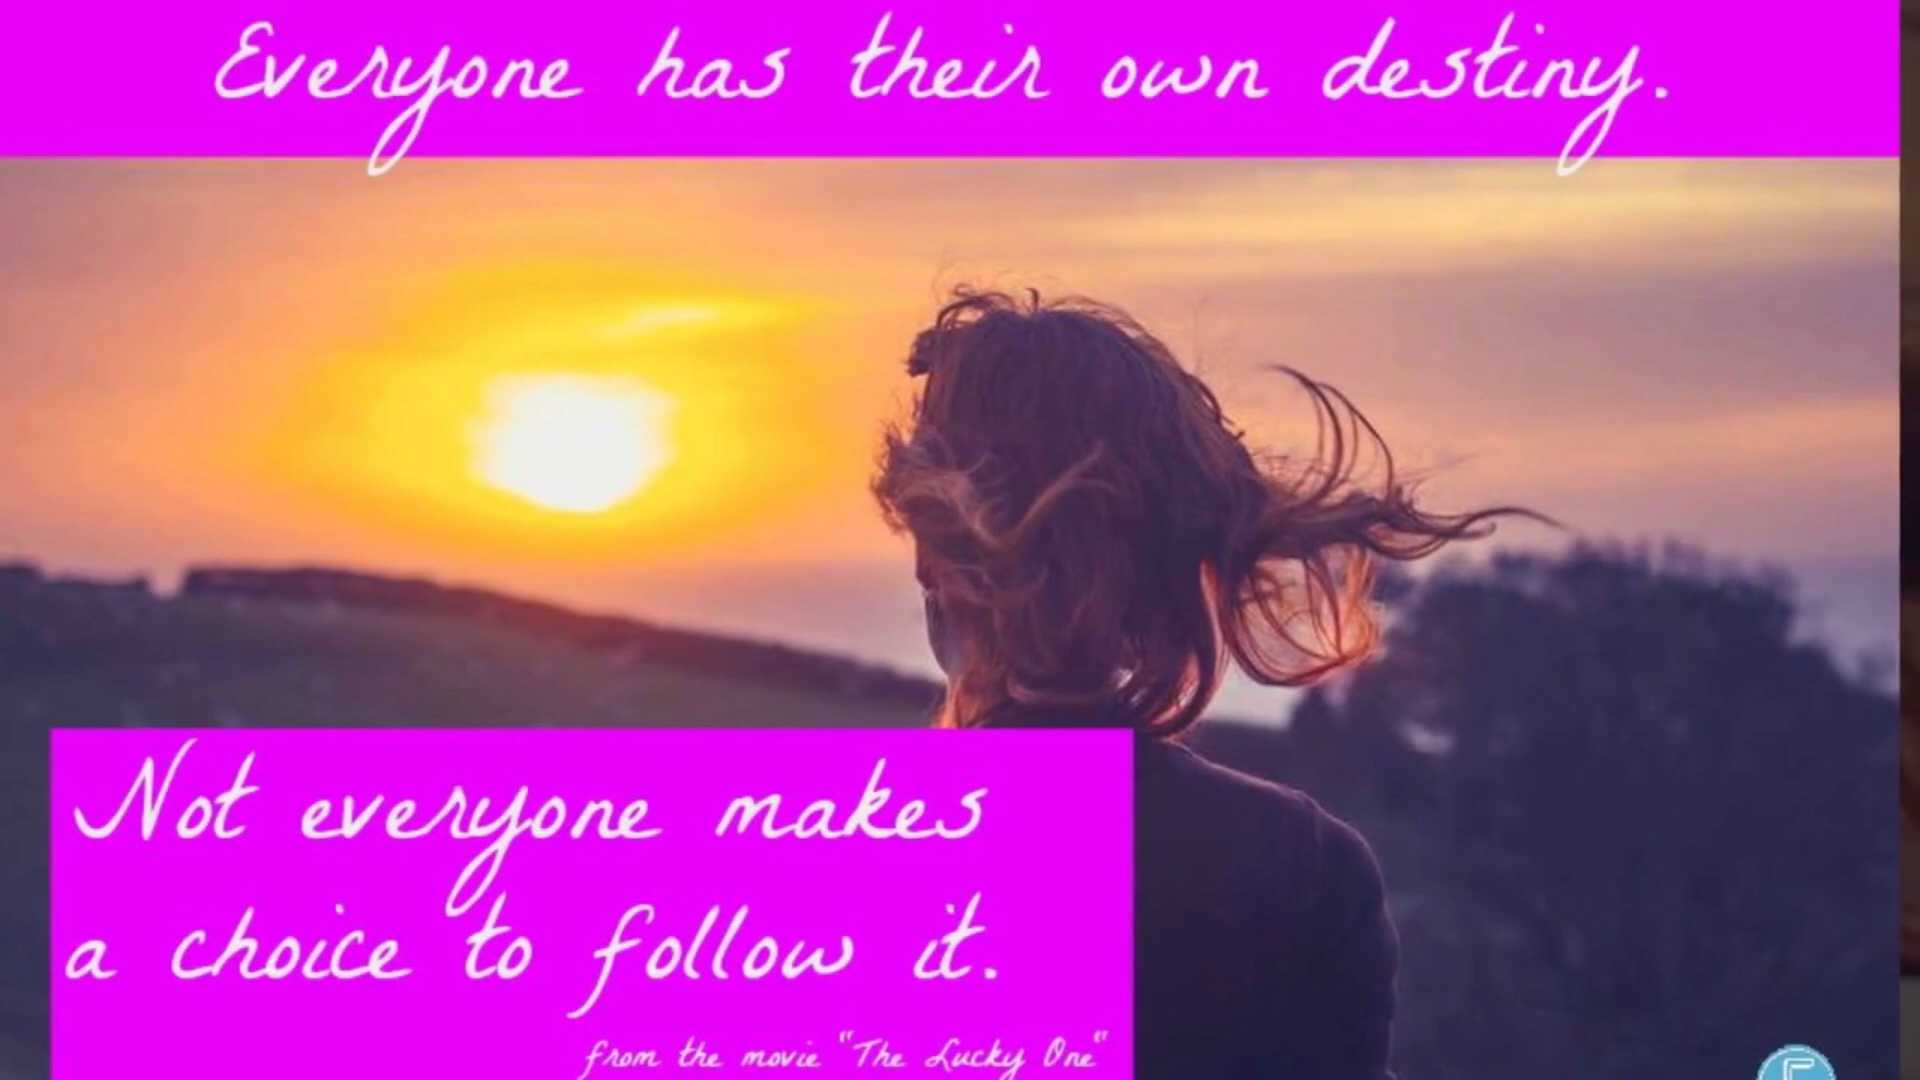 Everyone has their own destiny.
Not everyone makes
a choice to follow it.
from the movie "The Lucky One"